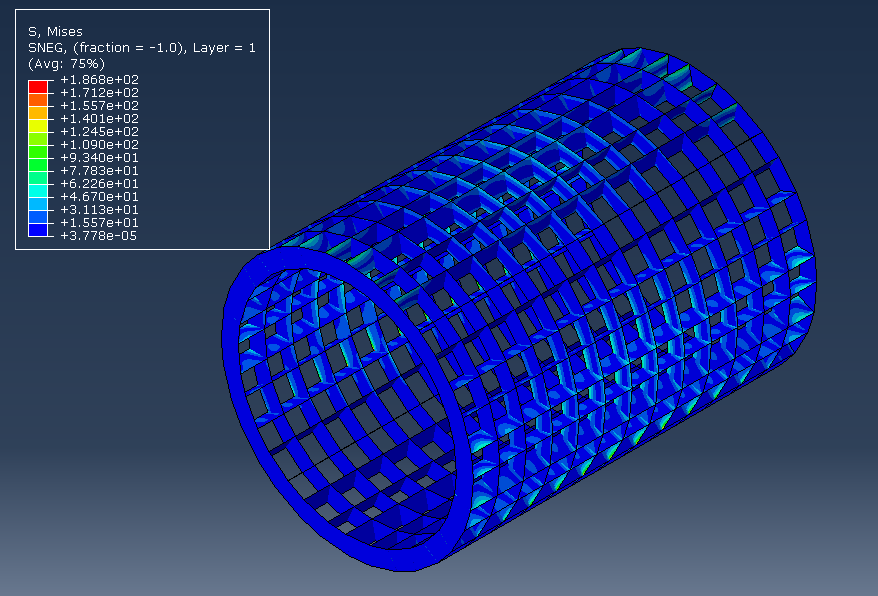 S, Mises
SNEG, (fraction = -1.0), Layer = 1
(Avg: 75%)
+1.868e+02
+1.712e+02
+1.557e+02
+1.401e+02
+1.245e+02
+1.090e+02
+9.340e+01
+7.783e+01
+6.226e+01
+4.670e+01
+3.113e+01
+1.557e+01
+3.778e-05